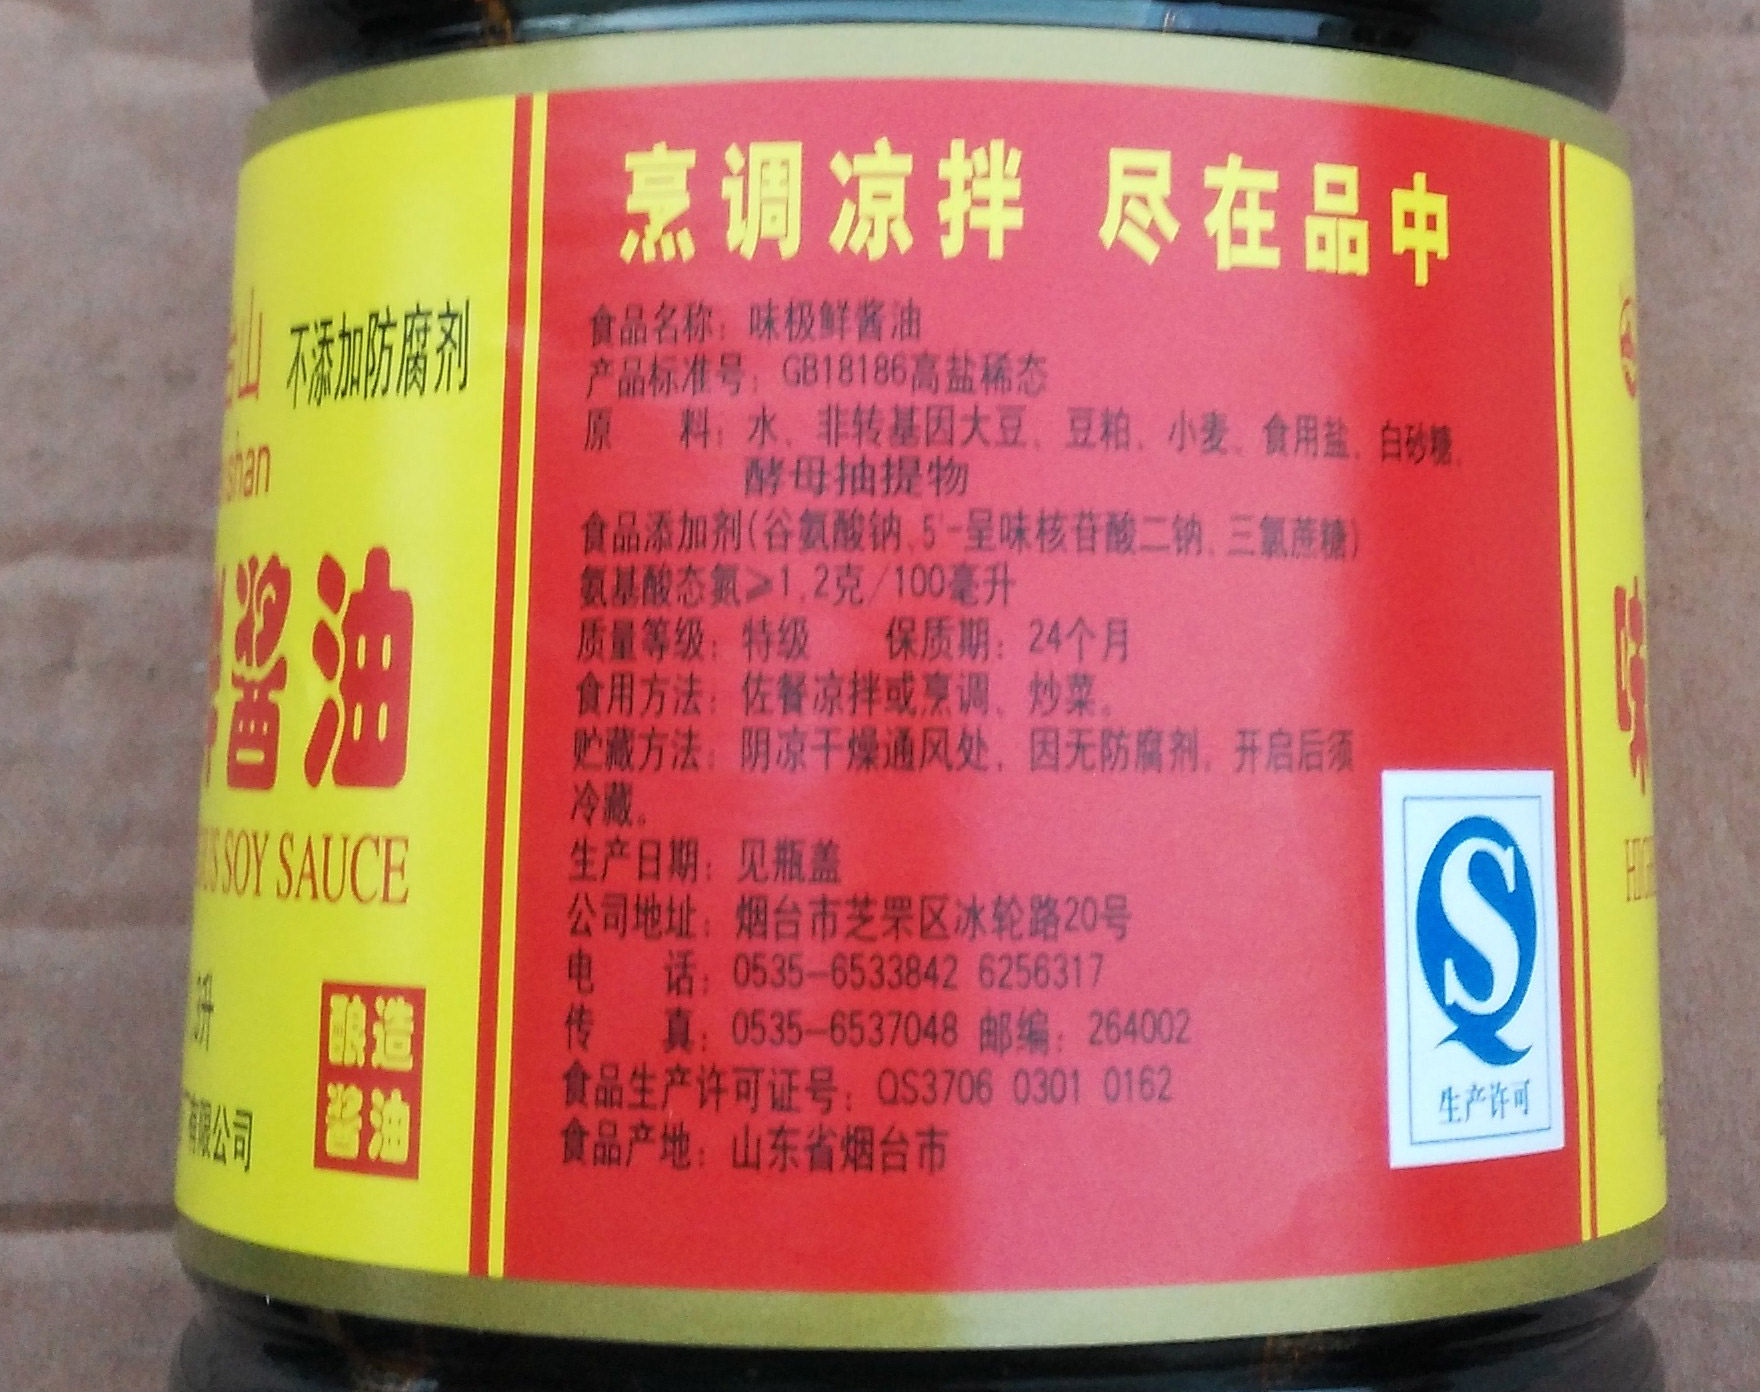 烹调凉拌 尽在品中
食品名称：味极鲜酱油
产品标准号：GB18186高盐稀态
原 料：水、非转基因大豆、豆粕、小麦、食用盐、白砂糖、
酵母抽提物
食品添加剂(谷氨酸钠、5'-呈味核苷酸二钠、三氯蔗糖)
氨基酸态氮≥1.2克/100毫升
质量等级：特级 保质期：24个月
食用方法：佐餐凉拌或烹调、炒菜。
贮藏方法：阴凉干燥通风处、因无防腐剂，开启后须
冷藏。
生产日期：见瓶盖
公司地址：烟台市芝罘区冰轮路20号
电 话：0535-6533842 6256317
传 真：0535-6537048 邮编：264002
食品生产许可证号：QS3706 0301 0162
食品产地：山东省烟台市
QS
生产许可
山
不添加防腐剂
shan
酱油
SOY SAUCE
升
酿造
酱油
有限公司
味